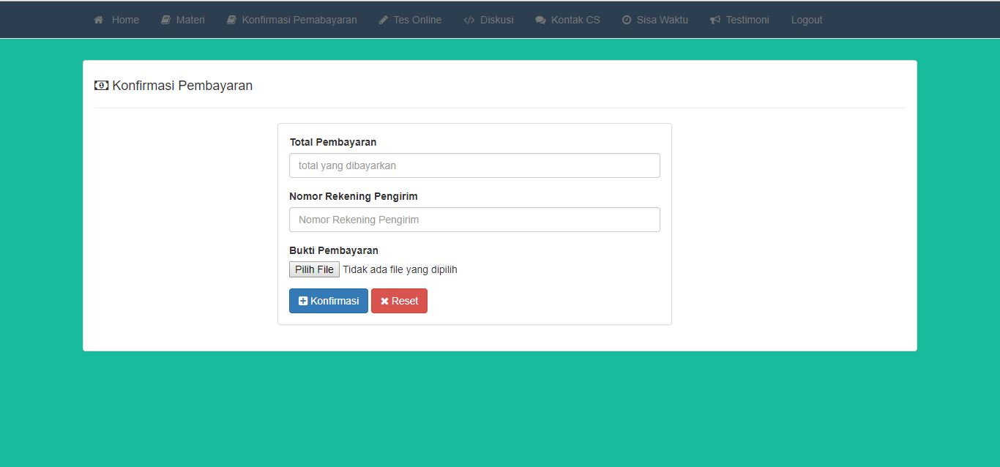 Home Materi Konfirmasi Pemabayaran Tes Online Diskusi Kontak CS Sisa Waktu Testimoni Logout
Konfirmasi Pembayaran
Total Pembayaran
total yang dibayarkan
Nomor Rekening Pengirim
Nomor Rekening Pengirim
Bukti Pembayaran
Pilih File Tidak ada file yang dipilih
Konfirmasi Reset